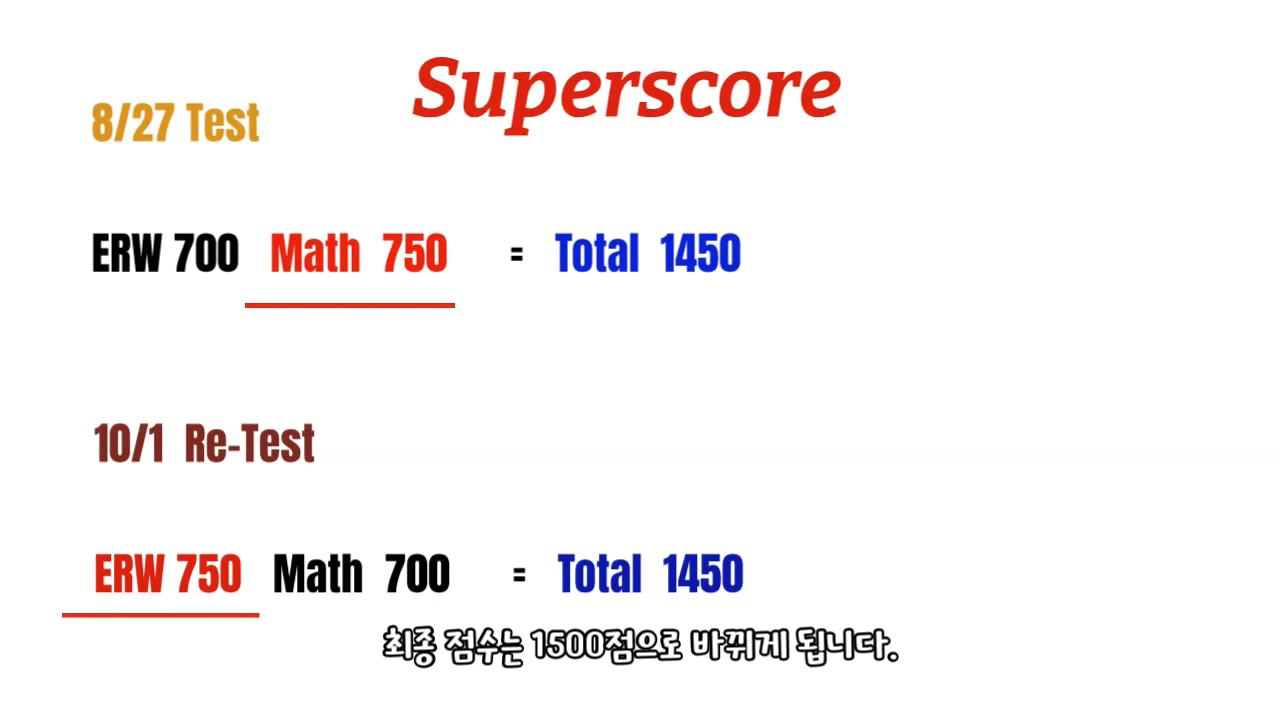 Superscore
8/27 Test
ERW 700 Math 750 = Total 1450
10/1 Re-Test
ERW 750 Math 700 = Total 1450
최종 점수는 1500점으로 바뀌게 됩니다.